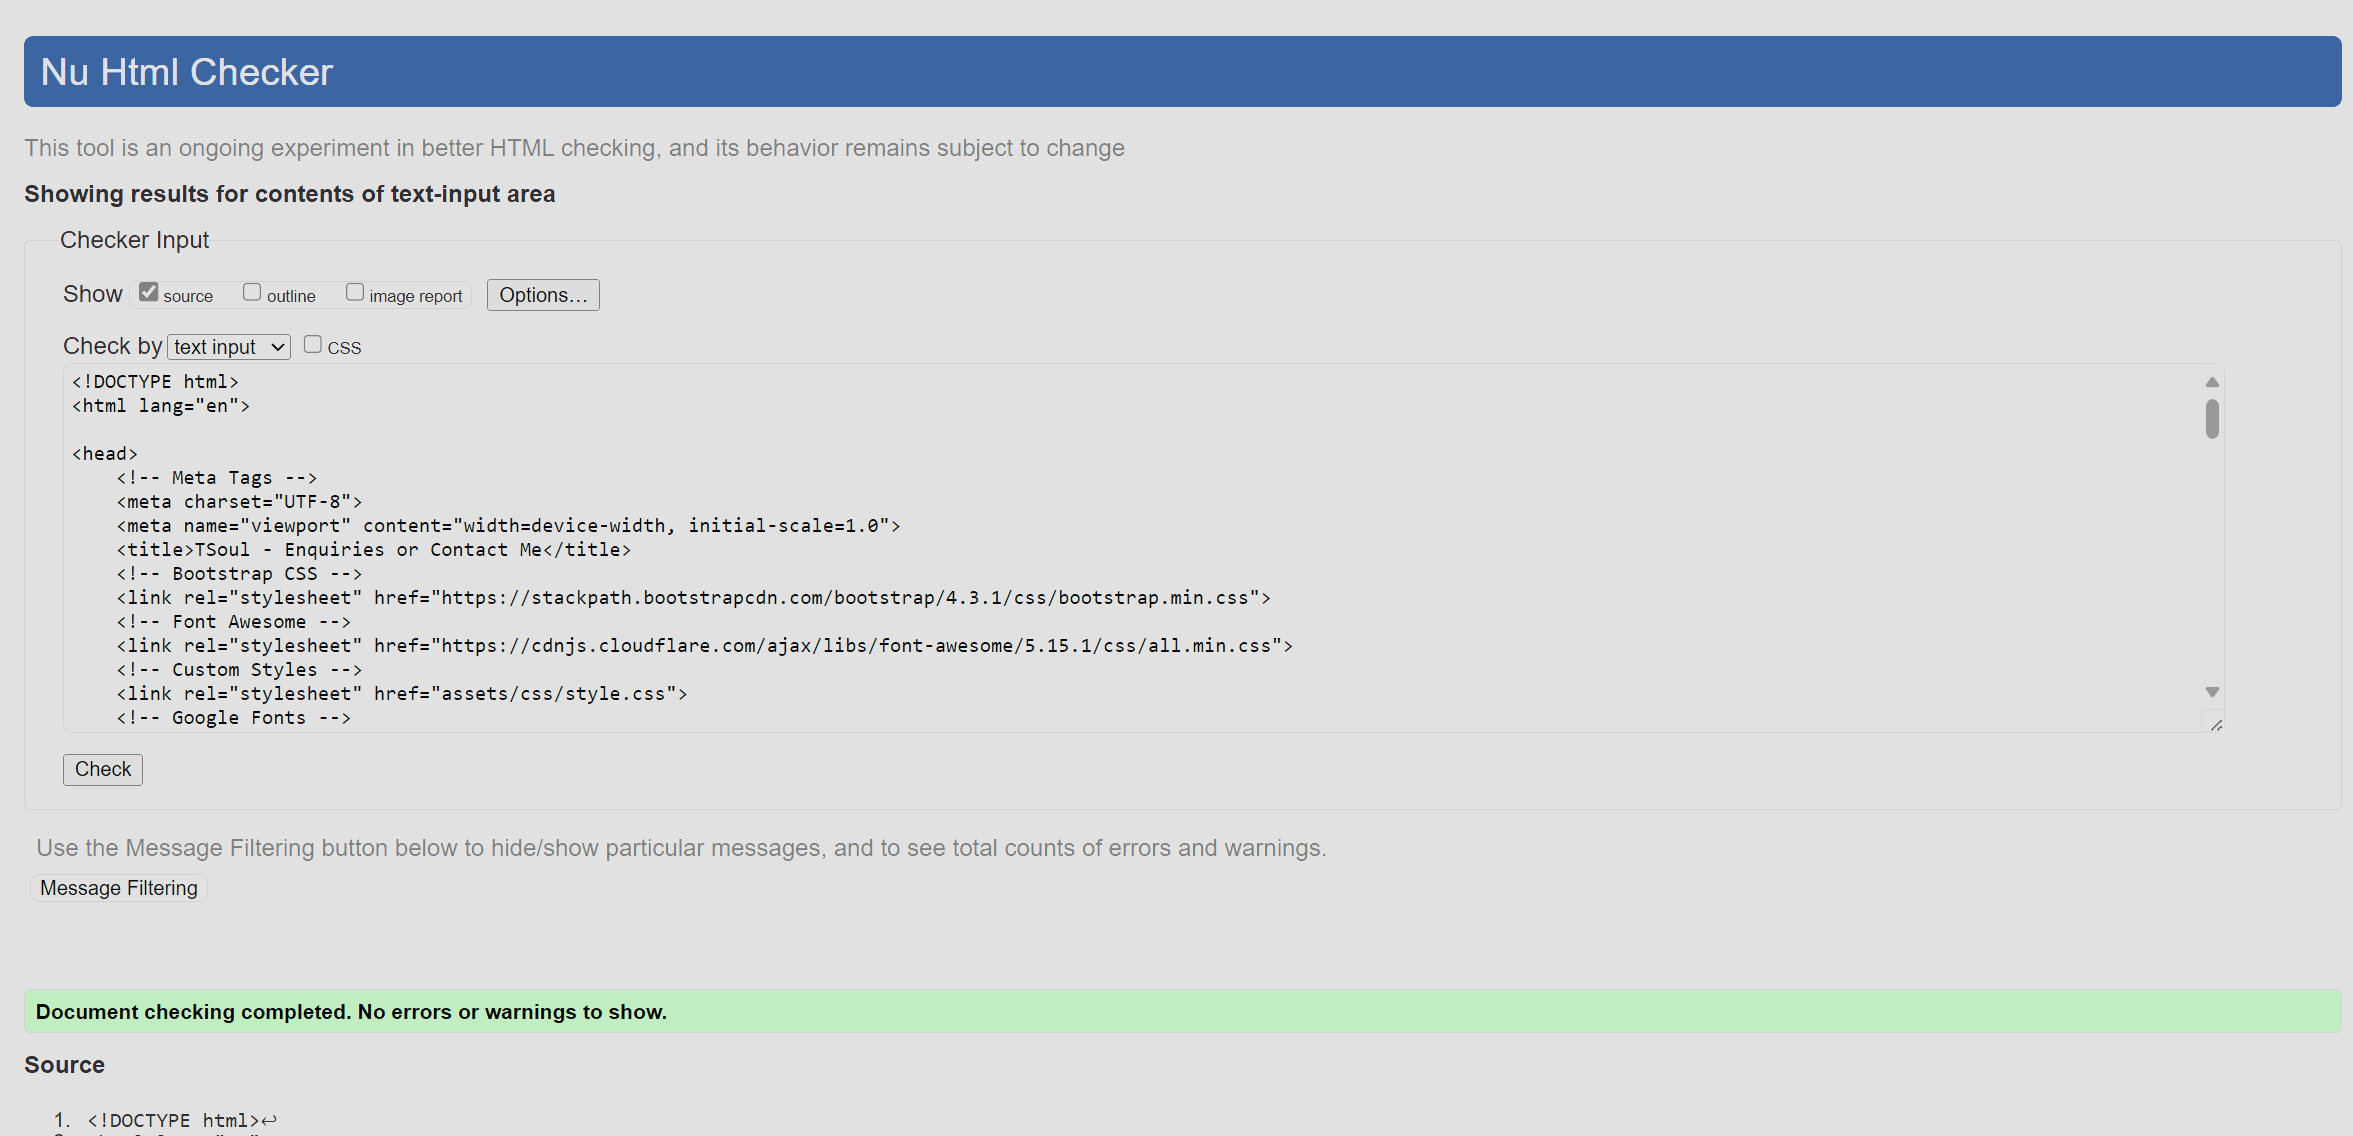 Nu Html Checker
This tool is an ongoing experiment in better HTML checking, and its behavior remains subject to change
Showing results for contents of text-input area
Checker Input
Show source outline image report Options...
Check by text input CSS
<!DOCTYPE html>
<html lang="en">
<head>
    <!-- Meta Tags -->
    <meta charset="UTF-8">
    <meta name="viewport" content="width=device-width, initial-scale=1.0">
    <title>TSoul - Enquiries or Contact Me</title>
    <!-- Bootstrap CSS -->
    <link rel="stylesheet" href="https://stackpath.bootstrapcdn.com/bootstrap/4.3.1/css/bootstrap.min.css">
    <!-- Font Awesome -->
    <link rel="stylesheet" href="https://cdnjs.cloudflare.com/ajax/libs/font-awesome/5.15.1/css/all.min.css">
    <!-- Custom Styles -->
    <link rel="stylesheet" href="assets/css/style.css">
    <!-- Google Fonts -->
Check
Use the Message Filtering button below to hide/show particular messages, and to see total counts of errors and warnings.
Message Filtering
Document checking completed. No errors or warnings to show.
Source
1. <!DOCTYPE html>↩